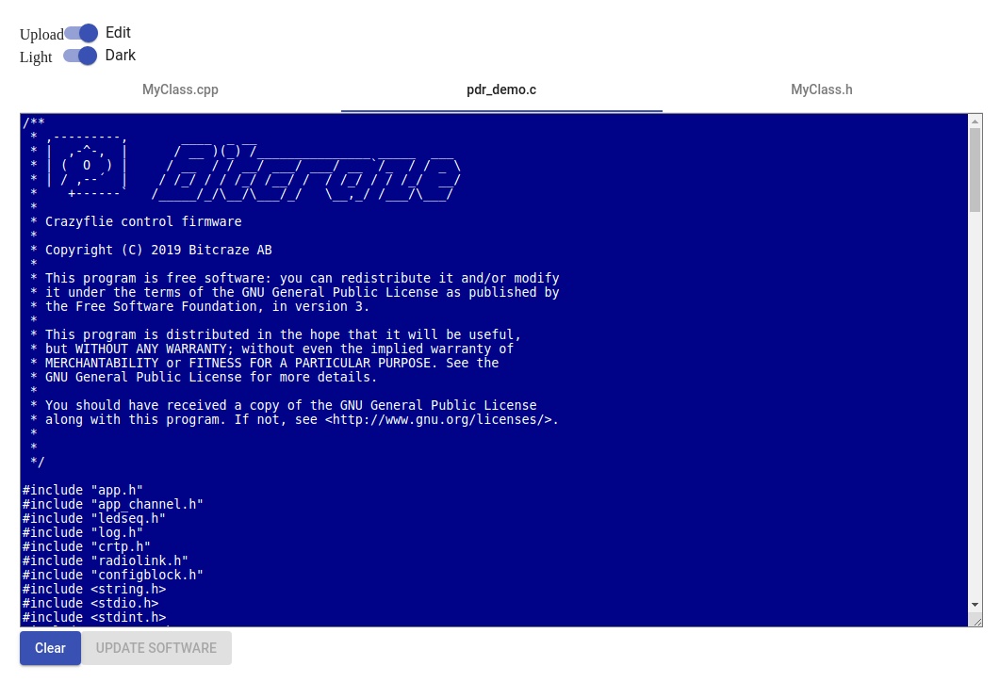 Upload Edit
Light Dark
MyClass.cpp pdr_demo.c MyClass.h
/**
 * ,---------,       ____  _ __
 * |  ,-^-,  |      / __ )(_) /_______________ _____  ___
 * | (  O  ) |     / __  / / __/ ___/ ___/ __ `/_  / / _ \
 * | / ,--´  |    / /_/ / / /_/ /__/ /  / /_/ / / /_/  __/
 *    +------`   /_____/_/\__/\___/_/   \__,_/ /___/\___/
 *
 * Crazyflie control firmware
 *
 * Copyright (C) 2019 Bitcraze AB
 *
 * This program is free software: you can redistribute it and/or modify
 * it under the terms of the GNU General Public License as published by
 * the Free Software Foundation, in version 3.
 *
 * This program is distributed in the hope that it will be useful,
 * but WITHOUT ANY WARRANTY; without even the implied warranty of
 * MERCHANTABILITY or FITNESS FOR A PARTICULAR PURPOSE. See the
 * GNU General Public License for more details.
 *
 * You should have received a copy of the GNU General Public License
 * along with this program. If not, see <http://www.gnu.org/licenses/>.
 *
 *
 */
#include "app.h"
#include "app_channel.h"
#include "ledseq.h"
#include "log.h"
#include "crtp.h"
#include "radiolink.h"
#include "configblock.h"
#include <string.h>
#include <stdio.h>
#include <stdint.h>
Clear UPDATE SOFTWARE